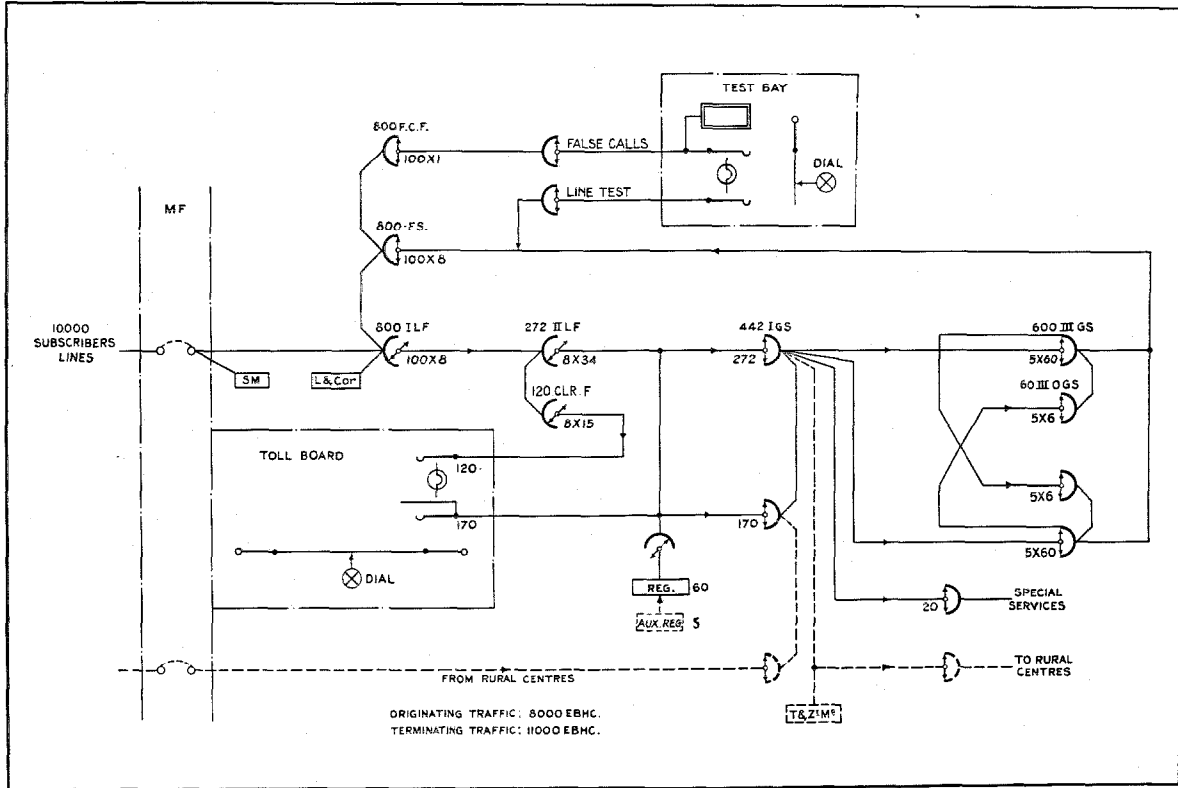 TEST BAY
800 F.C.F.
100X1
FALSE CALLS
DIAL
LINE TEST
MF
800-FS.
100X8
10000
SUBSCRIBERS
LINES
SM
800 I LF
100X8
L & Cor
272 II LF
8X34
120 CLR. F
8X15
442 I GS
272
600 III GS
5X60
60 III O GS
5X6
5X6
5X60
TOLL BOARD
120
170
170
DIAL
REG. 60
AUX. REG 5
20
SPECIAL
SERVICES
FROM RURAL CENTRES
TO RURAL
CENTRES
ORIGINATING TRAFFIC: 8000 EBHC.
TERMINATING TRAFFIC: 11000 EBHC.